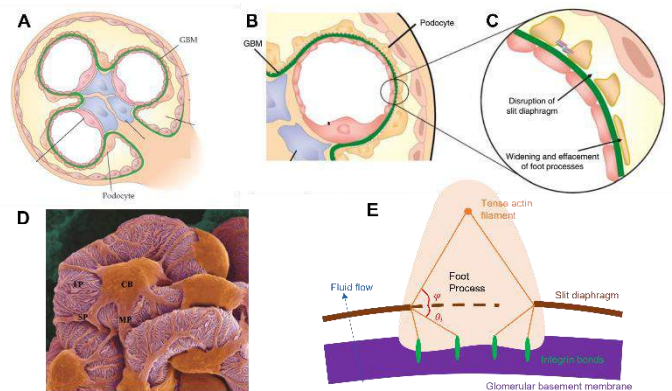 A
GBM
Podocyte
B
Podocyte
GBM
C
Disruption of
slit diaphragm
Widening and effacement
of foot processes
D
CB
SP
MP
E
Tense actin
filament
Foot
Process
φ
Fluid flow
Slit diaphragm
Integrin bonds
Glomerular basement membrane